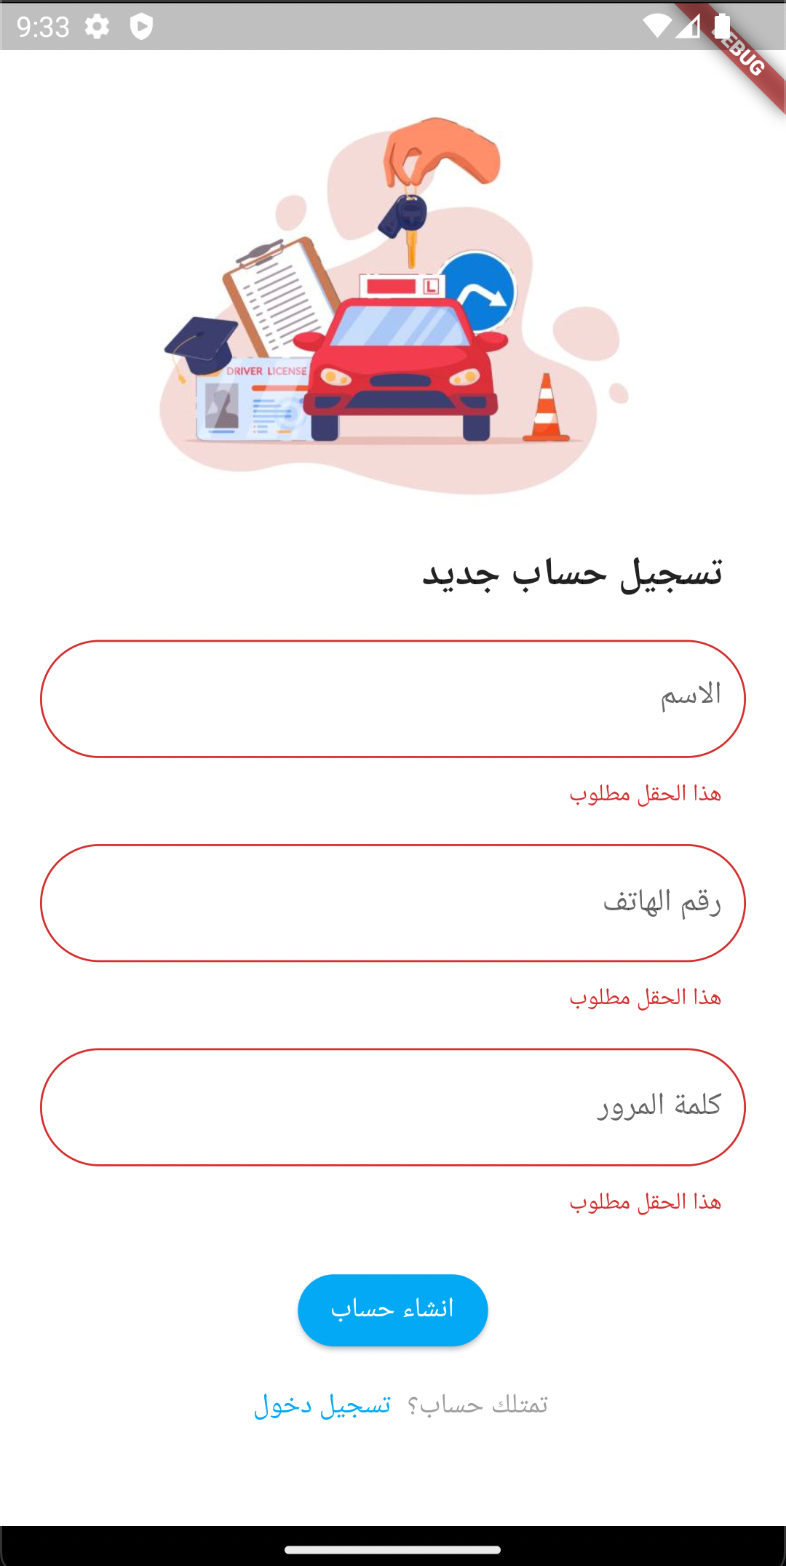 9:33
DEBUG
L
DRIVER LICENSE
تسجيل حساب جديد
الاسم
هذا الحقل مطلوب
رقم الهاتف
هذا الحقل مطلوب
كلمة المرور
هذا الحقل مطلوب
انشاء حساب
تمتلك حساب؟ تسجيل دخول